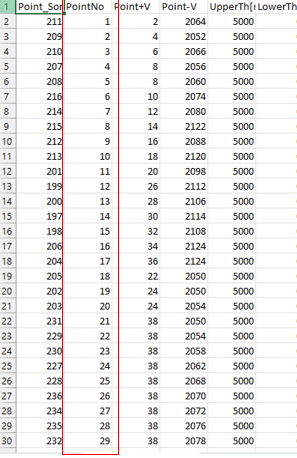 1 Point_Sor PointNo Point+V Point-V UpperTh[r LowerTh
2 211 1 2 2064 5000
3 209 2 4 2052 5000
4 210 3 6 2066 5000
5 207 4 8 2056 5000
6 208 5 8 2060 5000
7 216 6 10 2074 5000
8 214 7 12 2080 5000
9 215 8 14 2122 5000
10 212 9 16 2088 5000
11 213 10 18 2120 5000
12 201 11 20 2098 5000
13 199 12 26 2112 5000
14 200 13 28 2106 5000
15 197 14 30 2114 5000
16 198 15 32 2108 5000
17 206 16 34 2124 5000
18 204 17 36 2124 5000
19 205 18 22 2050 5000
20 202 19 24 2050 5000
21 203 20 24 2054 5000
22 231 21 38 2050 5000
23 229 22 38 2054 5000
24 230 23 38 2058 5000
25 227 24 38 2062 5000
26 228 25 38 2068 5000
27 236 26 38 2070 5000
28 234 27 38 2072 5000
29 235 28 38 2076 5000
30 232 29 38 2078 5000